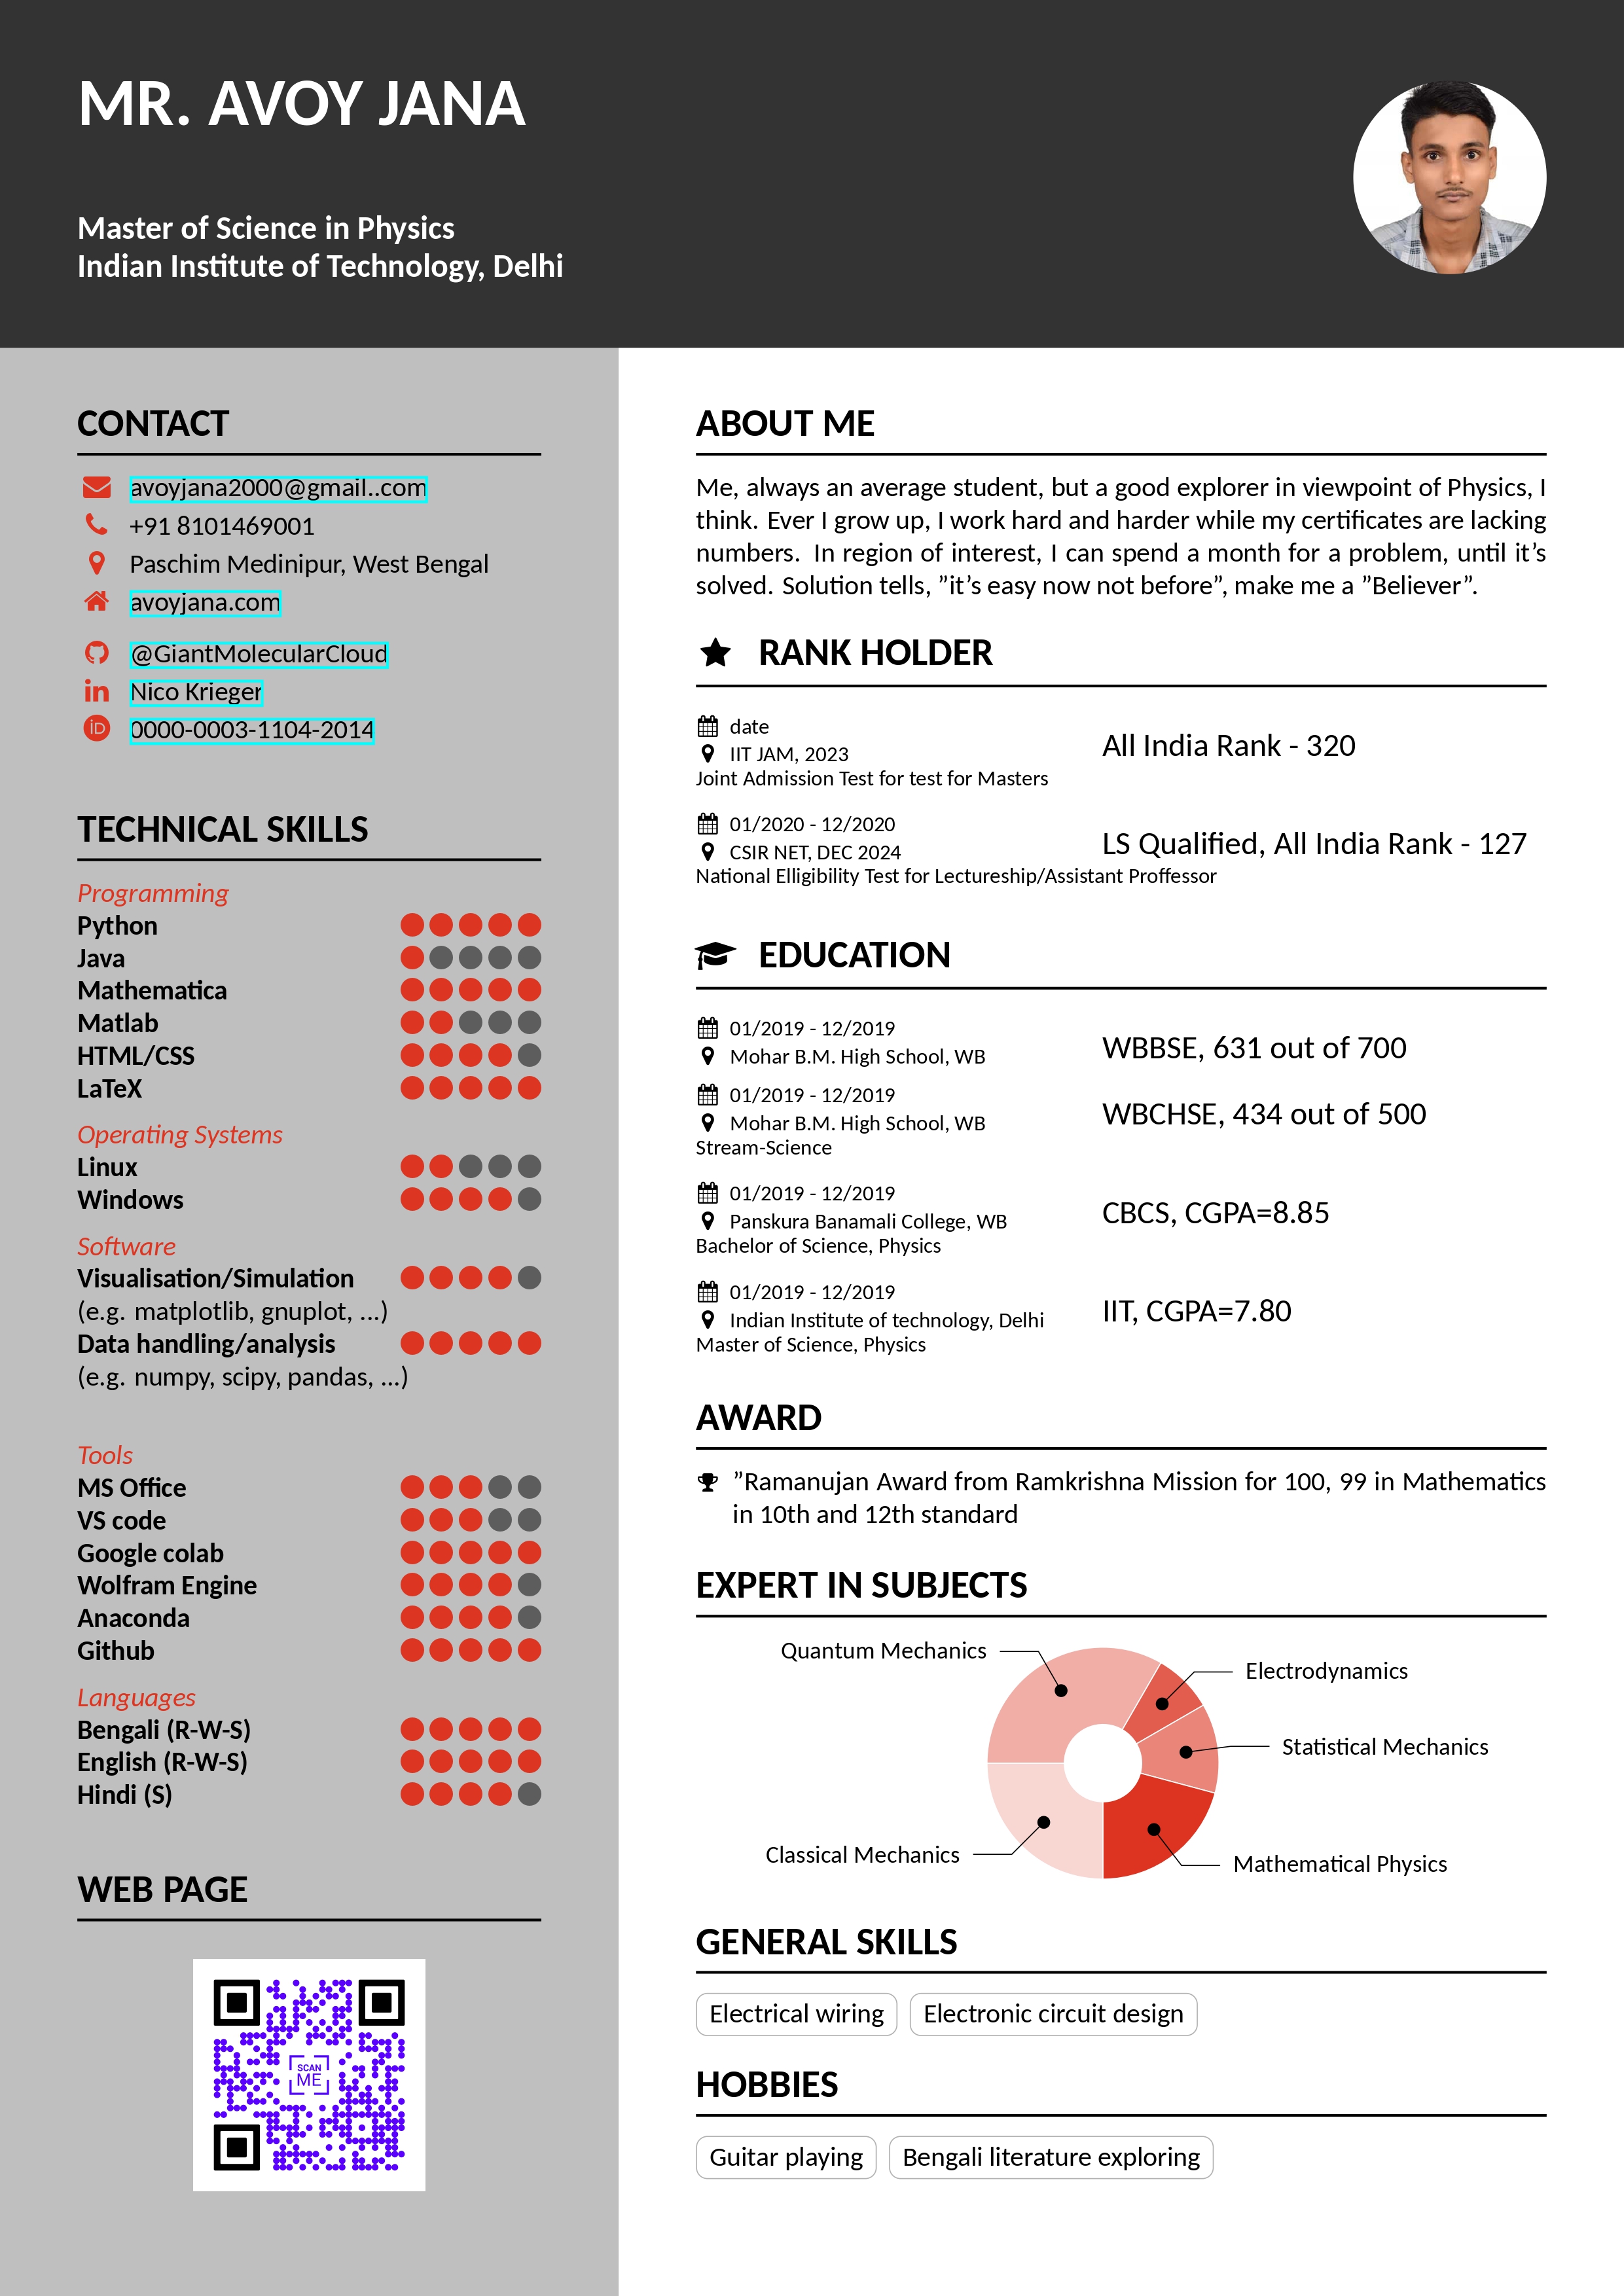 MR. AVOY JANA
Master of Science in Physics
Indian Institute of Technology, Delhi
CONTACT
avoyjana2000@gmail..com
+91 8101469001
Paschim Medinipur, West Bengal
avoyjana.com
@GiantMolecularCloud
in Nico Krieger
iD 0000-0003-1104-2014
TECHNICAL SKILLS
Programming
Python
Java
Mathematica
Matlab
HTML/CSS
LaTeX
Operating Systems
Linux
Windows
Software
Visualisation/Simulation
(e.g. matplotlib, gnuplot, ...)
Data handling/analysis
(e.g. numpy, scipy, pandas, ...)
Tools
MS Office
VS code
Google colab
Wolfram Engine
Anaconda
Github
Languages
Bengali (R-W-S)
English (R-W-S)
Hindi (S)
WEB PAGE
SCAN
ME
ABOUT ME
Me, always an average student, but a good explorer in viewpoint of Physics, I
think. Ever I grow up, I work hard and harder while my certificates are lacking
numbers. In region of interest, I can spend a month for a problem, until it’s
solved. Solution tells, ”it’s easy now not before”, make me a ”Believer”.
RANK HOLDER
date
IIT JAM, 2023
All India Rank - 320
Joint Admission Test for test for Masters
01/2020 - 12/2020
CSIR NET, DEC 2024
LS Qualified, All India Rank - 127
National Elligibility Test for Lectureship/Assistant Proffessor
EDUCATION
01/2019 - 12/2019
Mohar B.M. High School, WB
WBBSE, 631 out of 700
01/2019 - 12/2019
Mohar B.M. High School, WB
WBCHSE, 434 out of 500
Stream-Science
01/2019 - 12/2019
Panskura Banamali College, WB
CBCS, CGPA=8.85
Bachelor of Science, Physics
01/2019 - 12/2019
Indian Institute of technology, Delhi
IIT, CGPA=7.80
Master of Science, Physics
AWARD
”Ramanujan Award from Ramkrishna Mission for 100, 99 in Mathematics
in 10th and 12th standard
EXPERT IN SUBJECTS
Quantum Mechanics
Electrodynamics
Statistical Mechanics
Classical Mechanics
Mathematical Physics
GENERAL SKILLS
Electrical wiring
Electronic circuit design
HOBBIES
Guitar playing
Bengali literature exploring